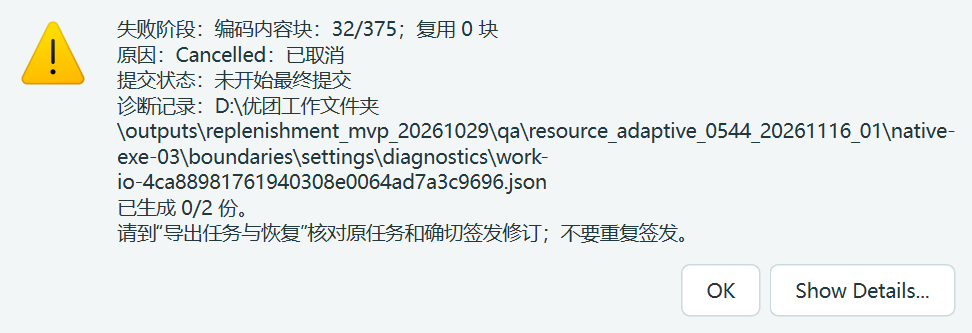 失败阶段：编码内容块：32/375；复用 0 块
原因：Cancelled：已取消
提交状态：未开始最终提交
诊断记录：D:\优团工作文件夹
\outputs\replenishment_mvp_20261029\qa\resource_adaptive_0544_20261116_01\native-
exe-03\boundaries\settings\diagnostics\work-
io-4ca88981761940308e0064ad7a3c9696.json
已生成 0/2 份。
请到“导出任务与恢复”核对原任务和确切签发修订；不要重复签发。
OK
Show Details...